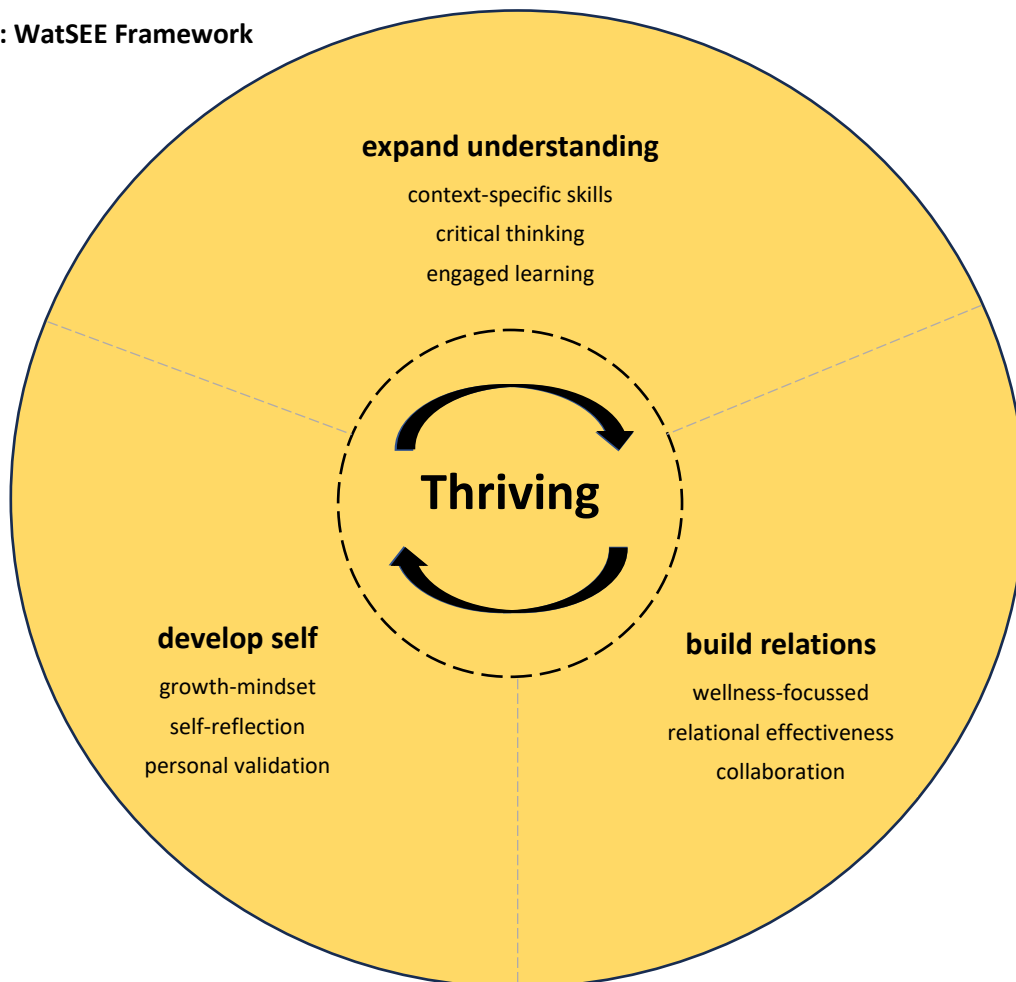 : WatSEE Framework
expand understanding
context-specific skills
critical thinking
engaged learning
Thriving
develop self
growth-mindset
self-reflection
personal validation
build relations
wellness-focussed
relational effectiveness
collaboration